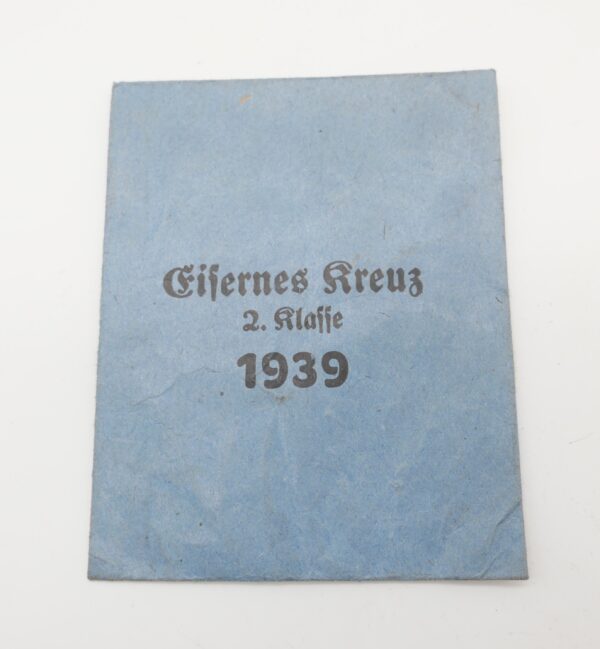 Eisernes Kreuz
2. Klasse
1939